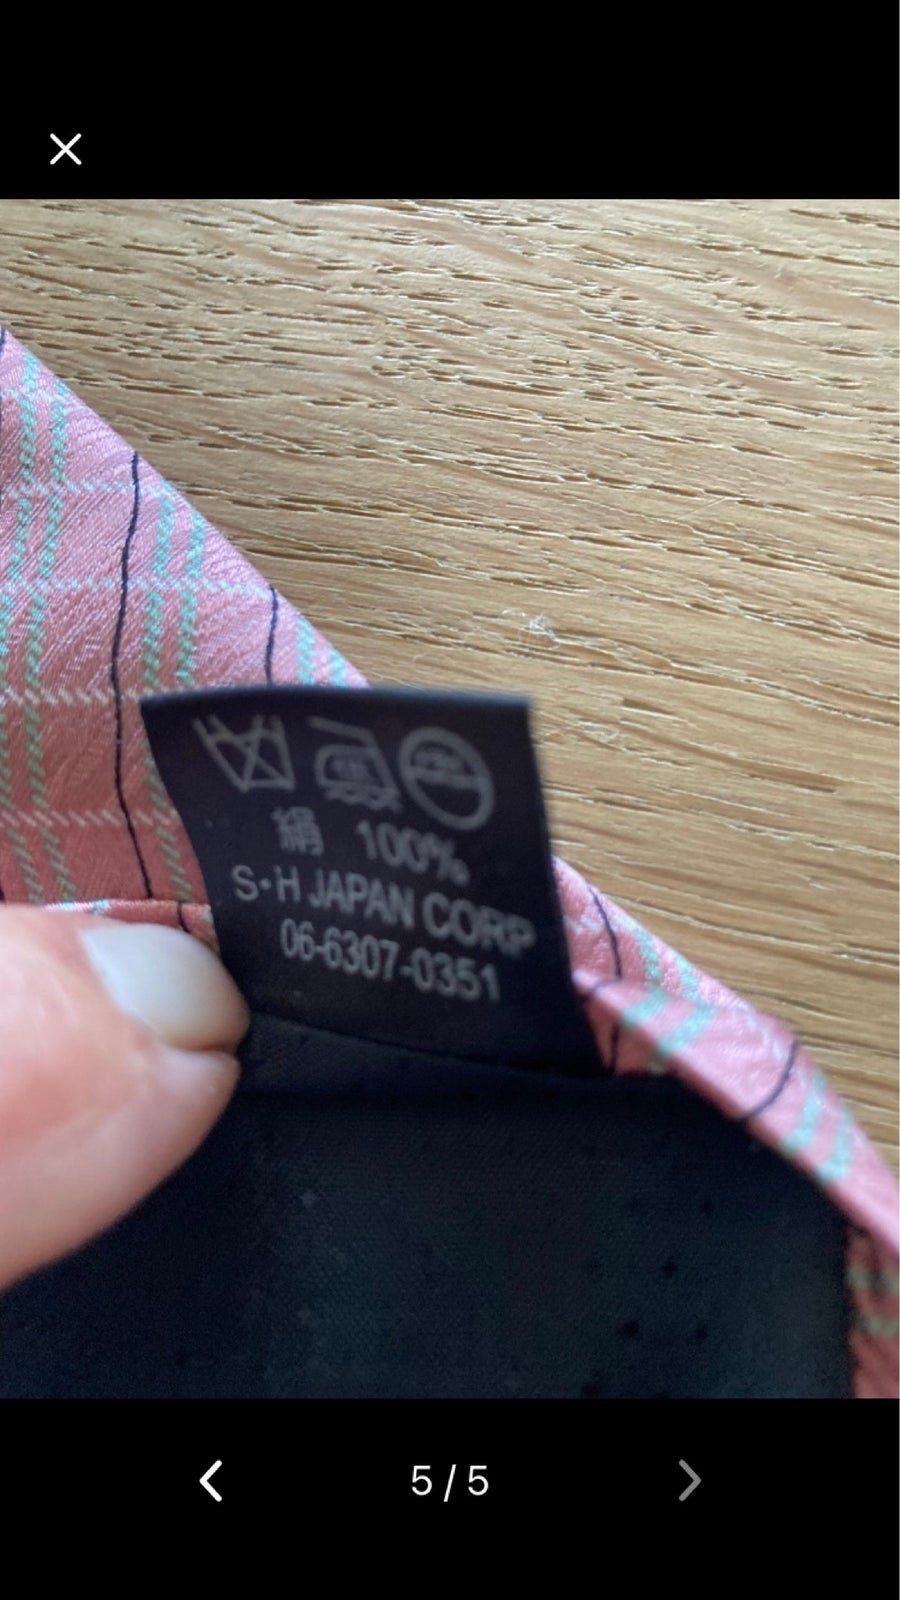 絹 100%
S・H JAPAN CORP
06-6307-0351
5 / 5